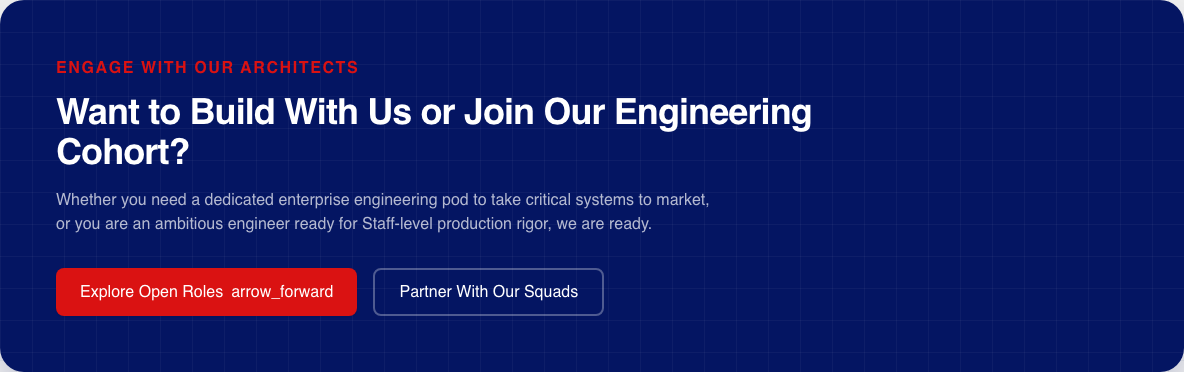 ENGAGE WITH OUR ARCHITECTS
Want to Build With Us or Join Our Engineering
Cohort?
Whether you need a dedicated enterprise engineering pod to take critical systems to market,
or you are an ambitious engineer ready for Staff-level production rigor, we are ready.
Explore Open Roles arrow_forward
Partner With Our Squads